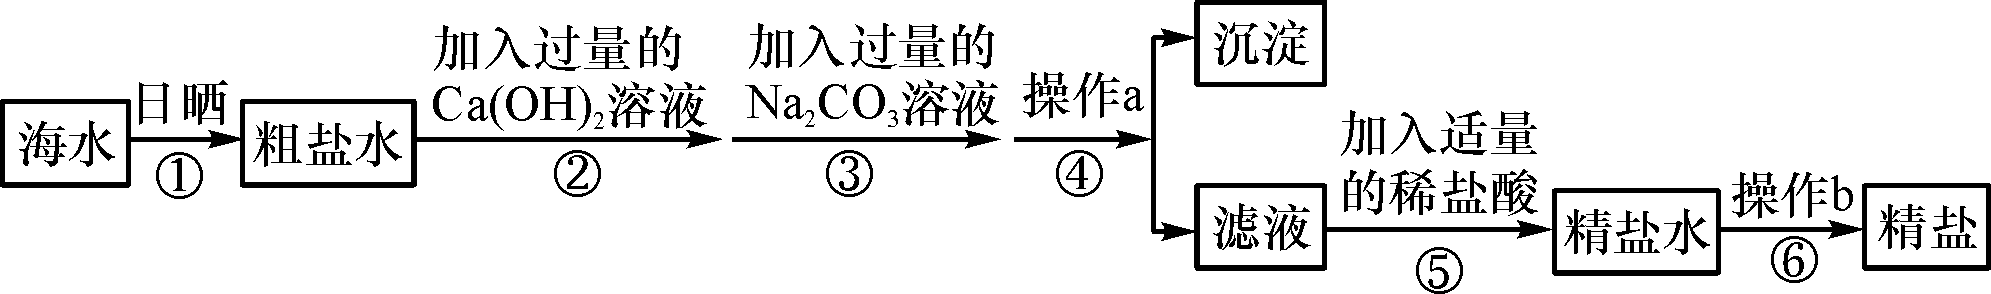 海水
日晒
①
粗盐水
加入过量的
Ca(OH)₂溶液
②
加入过量的
Na₂CO₃溶液
③
操作a
④
沉淀
滤液
加入适量
的稀盐酸
⑤
精盐水
操作b
⑥
精盐